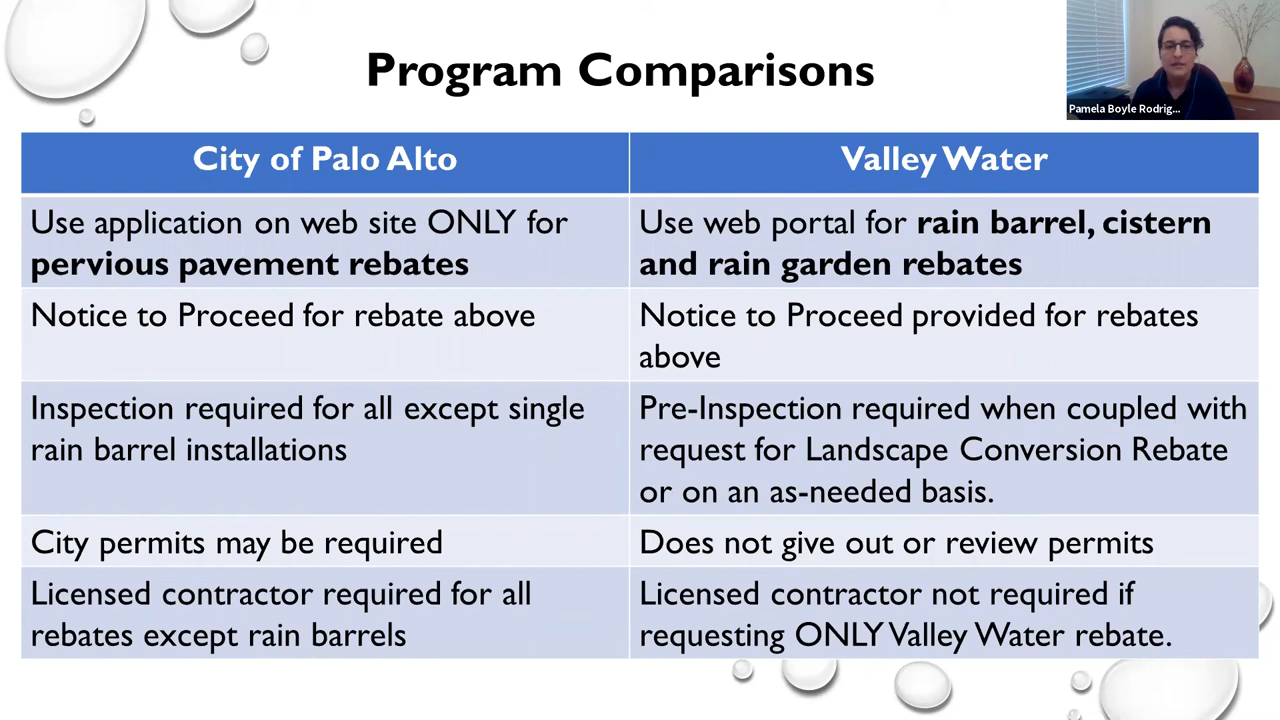 Program Comparisons
Pamela Boyle Rodrig...
City of Palo Alto
Valley Water
Use application on web site ONLY for
pervious pavement rebates
Use web portal for rain barrel, cistern
and rain garden rebates
Notice to Proceed for rebate above
Notice to Proceed provided for rebates
above
Inspection required for all except single
rain barrel installations
Pre-Inspection required when coupled with
request for Landscape Conversion Rebate
or on an as-needed basis.
City permits may be required
Does not give out or review permits
Licensed contractor required for all
rebates except rain barrels
Licensed contractor not required if
requesting ONLY Valley Water rebate.